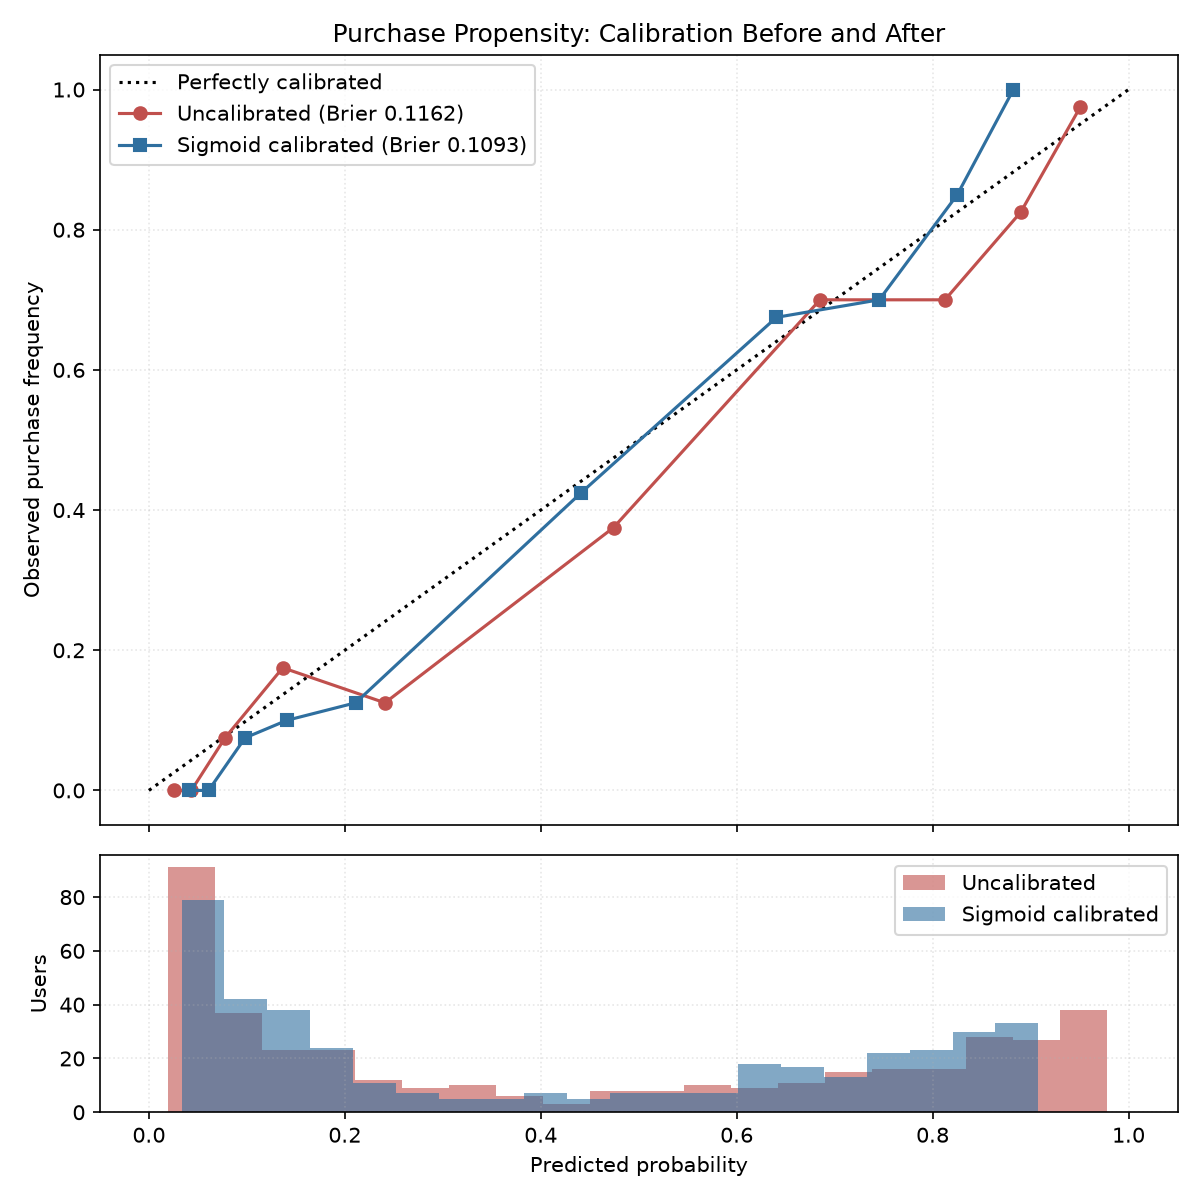 Purchase Propensity: Calibration Before and After
Perfectly calibrated
Uncalibrated (Brier 0.1162)
Sigmoid calibrated (Brier 0.1093)
Observed purchase frequency
1.0
0.8
0.6
0.4
0.2
0.0
Uncalibrated
Sigmoid calibrated
Users
80
60
40
20
0
0.0 0.2 0.4 0.6 0.8 1.0
Predicted probability